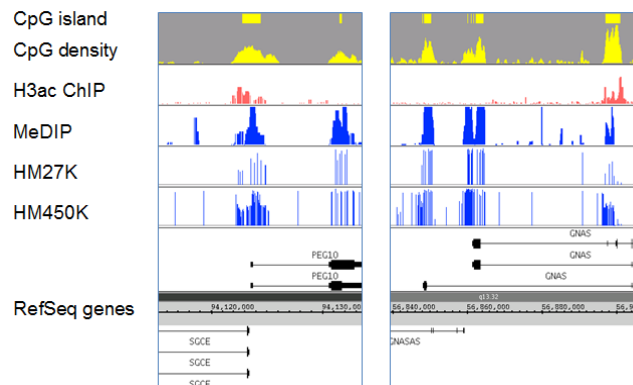 CpG island
CpG density
H3ac ChIP
MeDIP
HM27K
HM450K
GNAS
PEG10 GNAS
PEG10 GNAS
q13.32
RefSeq genes 94,120,000 94,130,000 56,840,000 56,860,000 56,880,000 56,9
SGCE GNASAS
SGCE
SGCE